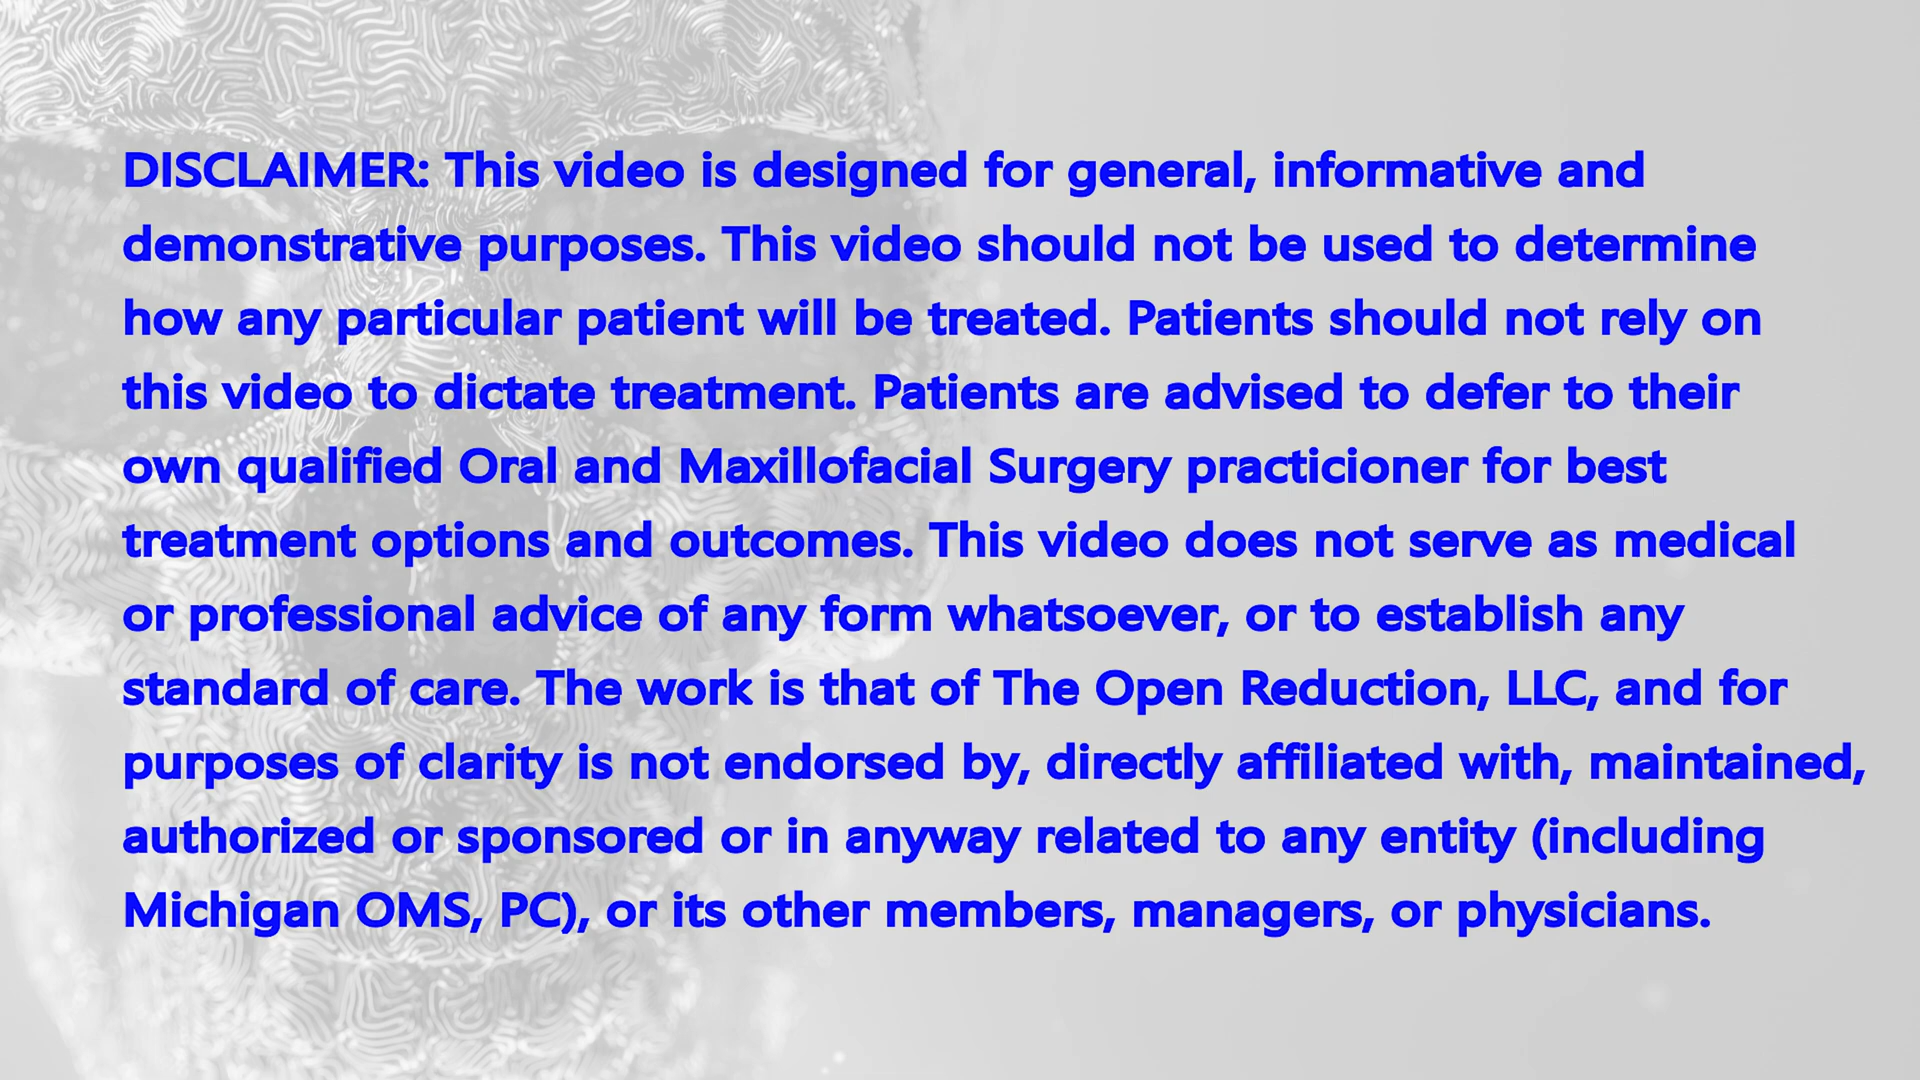 DISCLAIMER: This video is designed for general, informative and
demonstrative purposes. This video should not be used to determine
how any particular patient will be treated. Patients should not rely on
this video to dictate treatment. Patients are advised to defer to their
own qualified Oral and Maxillofacial Surgery practicioner for best
treatment options and outcomes. This video does not serve as medical
or professional advice of any form whatsoever, or to establish any
standard of care. The work is that of The Open Reduction, LLC, and for
purposes of clarity is not endorsed by, directly affiliated with, maintained,
authorized or sponsored or in anyway related to any entity (including
Michigan OMS, PC), or its other members, managers, or physicians.